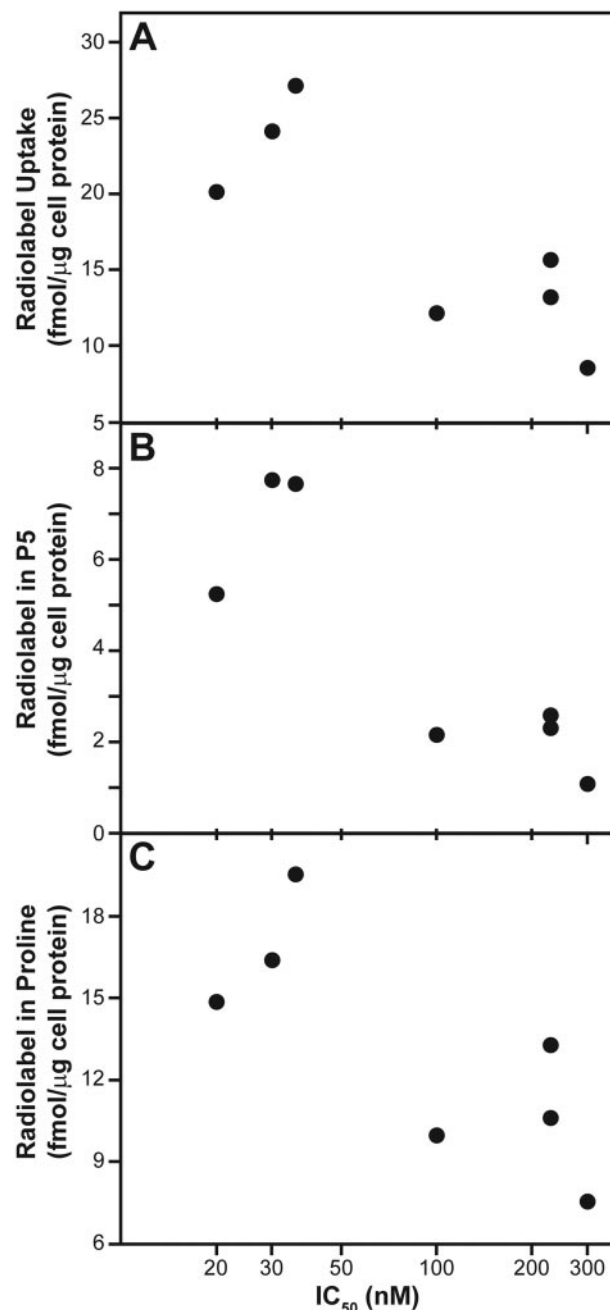 A
Radiolabel Uptake
(fmol/μg cell protein)
30
25
20
15
10
5
B
Radiolabel in P5
(fmol/μg cell protein)
8
6
4
2
0
C
Radiolabel in Proline
(fmol/μg cell protein)
18
15
12
9
6
20 30 50 100 200 300
IC50 (nM)